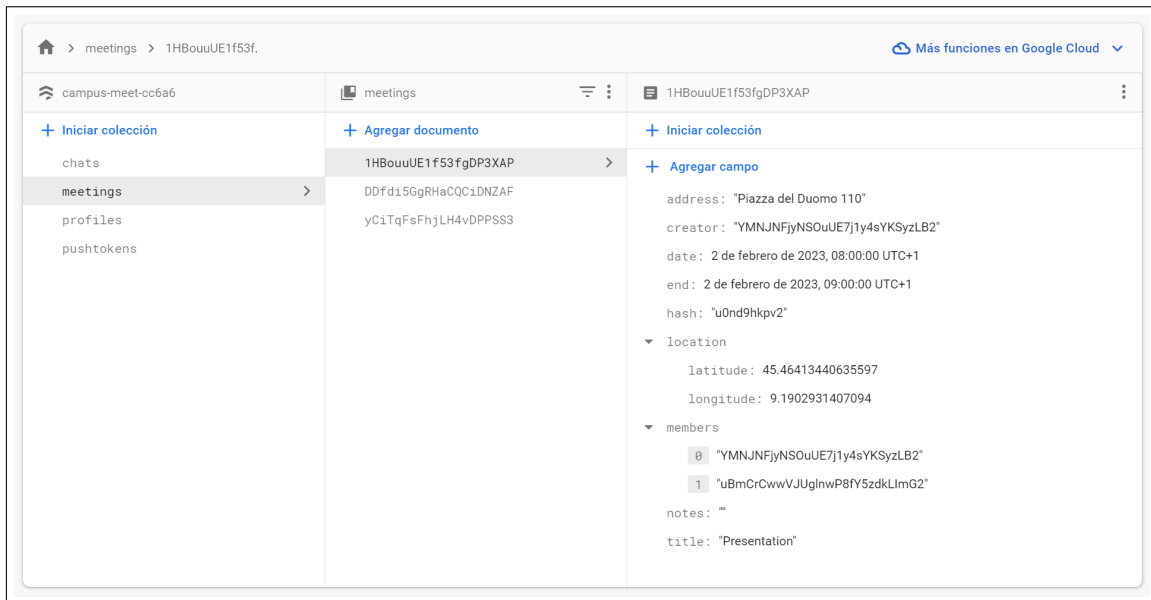 meetings > 1HBouuUE1f53f.
Más funciones en Google Cloud
campus-meet-cc6a6
+ Iniciar colección
chats
meetings
profiles
pushtokens
meetings
+ Agregar documento
1HBouuUE1f53fgDP3XAP
DDfdi5GgRHaCQCiDNZAF
yCiTqFsFhjLH4vDPPSS3
1HBouuUE1f53fgDP3XAP
+ Iniciar colección
+ Agregar campo
address: "Piazza del Duomo 110"
creator: "YMNJNFjyNSOuUE7j1y4sYKSyzLB2"
date: 2 de febrero de 2023, 08:00:00 UTC+1
end: 2 de febrero de 2023, 09:00:00 UTC+1
hash: "u0nd9hkpv2"
location
latitude: 45.46413440635597
longitude: 9.1902931407094
members
0 "YMNJNFjyNSOuUE7j1y4sYKSyzLB2"
1 "uBmCrCwwVJUglnwP8fY5zdkLImG2"
notes: ""
title: "Presentation"